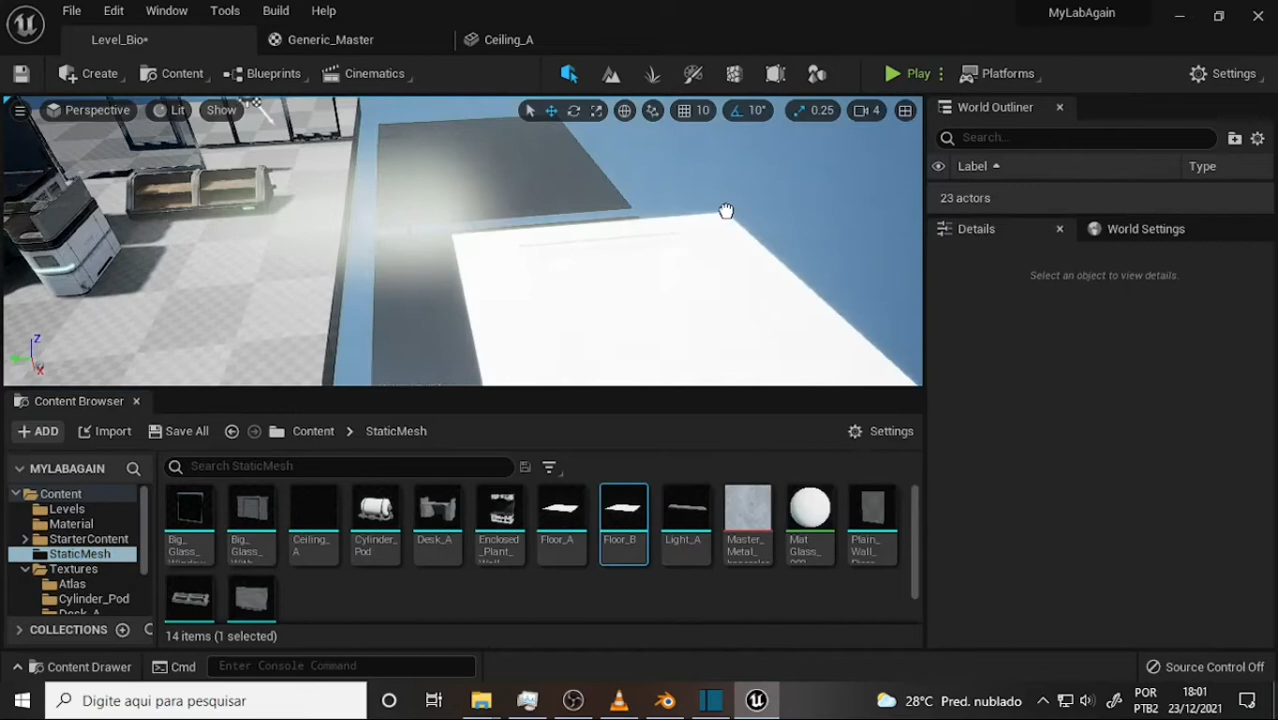 File Edit Window Tools Build Help
MyLabAgain
Level_Bio* Generic_Master Ceiling_A
Create Content Blueprints Cinematics Play Platforms Settings
Perspective Lit Show 10 10° 0.25 4
World Outliner
Search...
Label Type
23 actors
Details World Settings
Select an object to view details.
Z
X
Content Browser
ADD Import Save All Content StaticMesh Settings
MYLABAGAIN Search StaticMesh
Content
Levels
Material
StarterContent
StaticMesh
Textures
Atlas
Cylinder_Pod
Desk_A
Big_ Big_ Ceiling_ Cylinder_ Desk_A Enclosed Floor_A Floor_B Light_A Master_ Mat Plain_
Glass_ Glass_ A Pod _Plant_ Metal_ Glass_ Wall_
COLLECTIONS 14 items (1 selected)
Content Drawer Cmd Enter Console Command Source Control Off
Digite aqui para pesquisar 28°C Pred. nublado POR 18:01
PTB2 23/12/2021